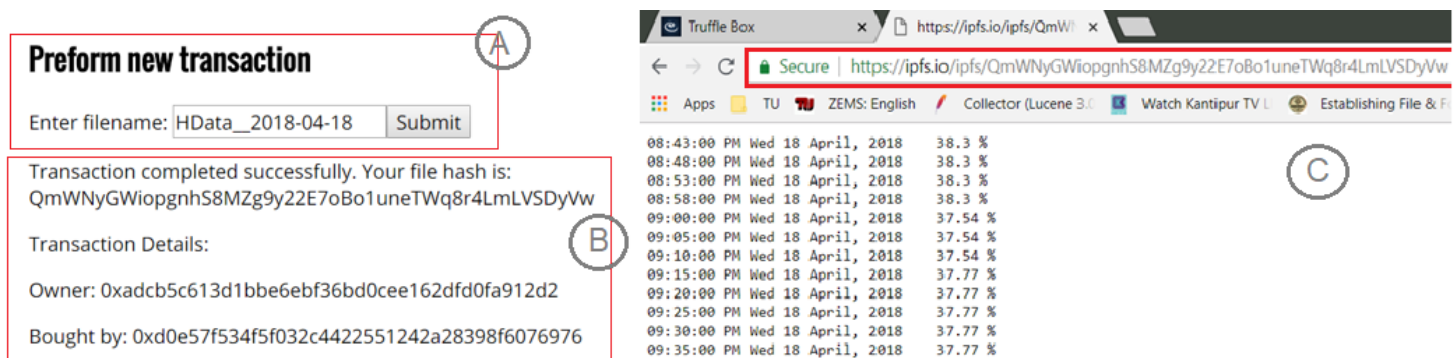 Preform new transaction
A
Enter filename: HData__2018-04-18 Submit
Transaction completed successfully. Your file hash is:
QmWNyGWiopgnhS8MZg9y22E7oBo1uneTWq8r4LmLVSDyVw
Transaction Details:
B
Owner: 0xadcb5c613d1bbe6ebf36bd0cee162dfd0fa912d2
Bought by: 0xd0e57f534f5f032c4422551242a28398f6076976
Truffle Box
https://ipfs.io/ipfs/QmW
Secure https://ipfs.io/ipfs/QmWNyGWiopgnhS8MZg9y22E7oBo1uneTWq8r4LmLVSDyVw
Apps TU ZEMS: English Collector (Lucene 3.0 Watch Kantiipur TV L Establishing File & F
08:43:00 PM Wed 18 April, 2018 38.3 %
08:48:00 PM Wed 18 April, 2018 38.3 %
08:53:00 PM Wed 18 April, 2018 38.3 %
08:58:00 PM Wed 18 April, 2018 38.3 %
09:00:00 PM Wed 18 April, 2018 37.54 %
09:05:00 PM Wed 18 April, 2018 37.54 %
09:10:00 PM Wed 18 April, 2018 37.54 %
09:15:00 PM Wed 18 April, 2018 37.77 %
09:20:00 PM Wed 18 April, 2018 37.77 %
09:25:00 PM Wed 18 April, 2018 37.77 %
09:30:00 PM Wed 18 April, 2018 37.77 %
09:35:00 PM Wed 18 April, 2018 37.77 %
C